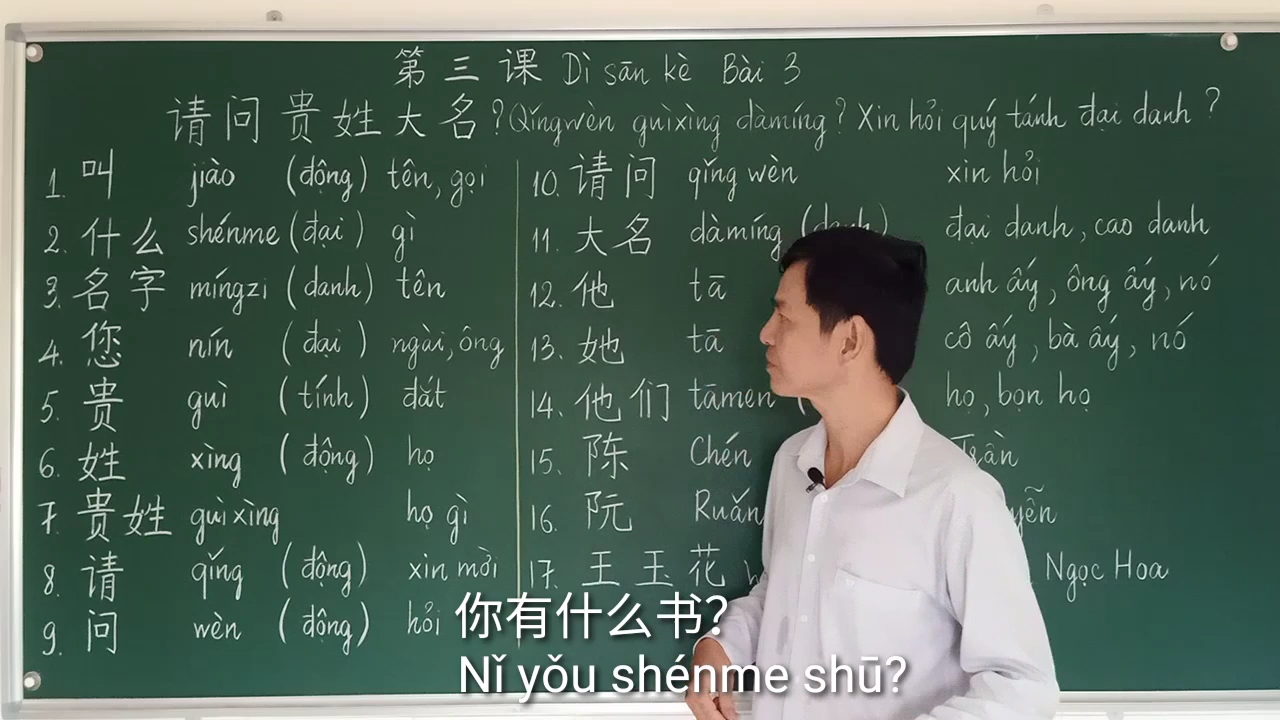 第三课 Dì sān kè Bài 3
请问贵姓大名? Qǐngwèn guìxìng dàmíng? Xin hỏi quý tánh đại danh?
1. 叫 jiào (động) tên, gọi
2. 什么 shénme (đại) gì
3. 名字 míngzi (danh) tên
4. 您 nín (đại) ngài, ông
5. 贵 guì (tính) đắt
6. 姓 xìng (động) họ
7. 贵姓 guìxìng họ gì
8. 请 qǐng (động) xin mời
9. 问 wèn (động) hỏi
10. 请问 qǐng wèn xin hỏi
11. 大名 dàmíng (danh) đại danh, cao danh
12. 他 tā anh ấy, ông ấy, nó
13. 她 tā cô ấy, bà ấy, nó
14. 他们 tāmen ( họ, bọn họ
15. 陈 Chén Trần
16. 阮 Ruǎn yễn
17. 王玉花 Ngọc Hoa
你有什么书?
Nǐ yǒu shénme shū?